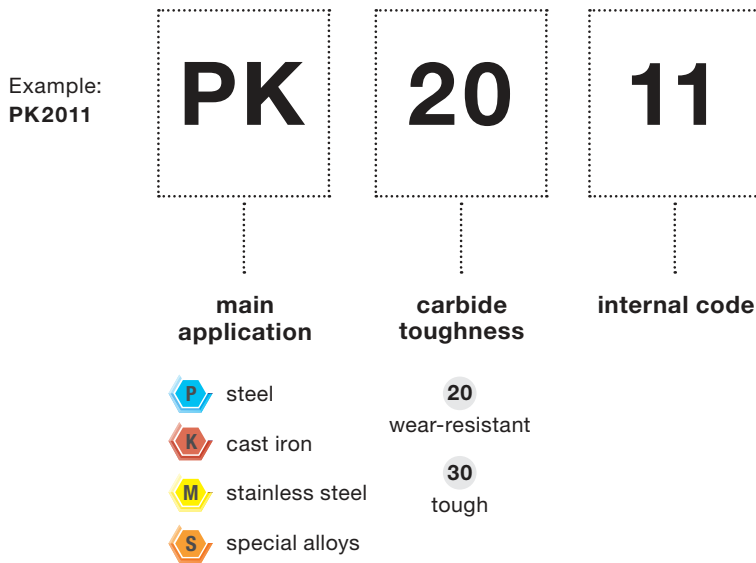 Example:
PK2011
PK
20
11
main
application
carbide
toughness
internal code
P steel
K cast iron
M stainless steel
S special alloys
20
wear-resistant
30
tough